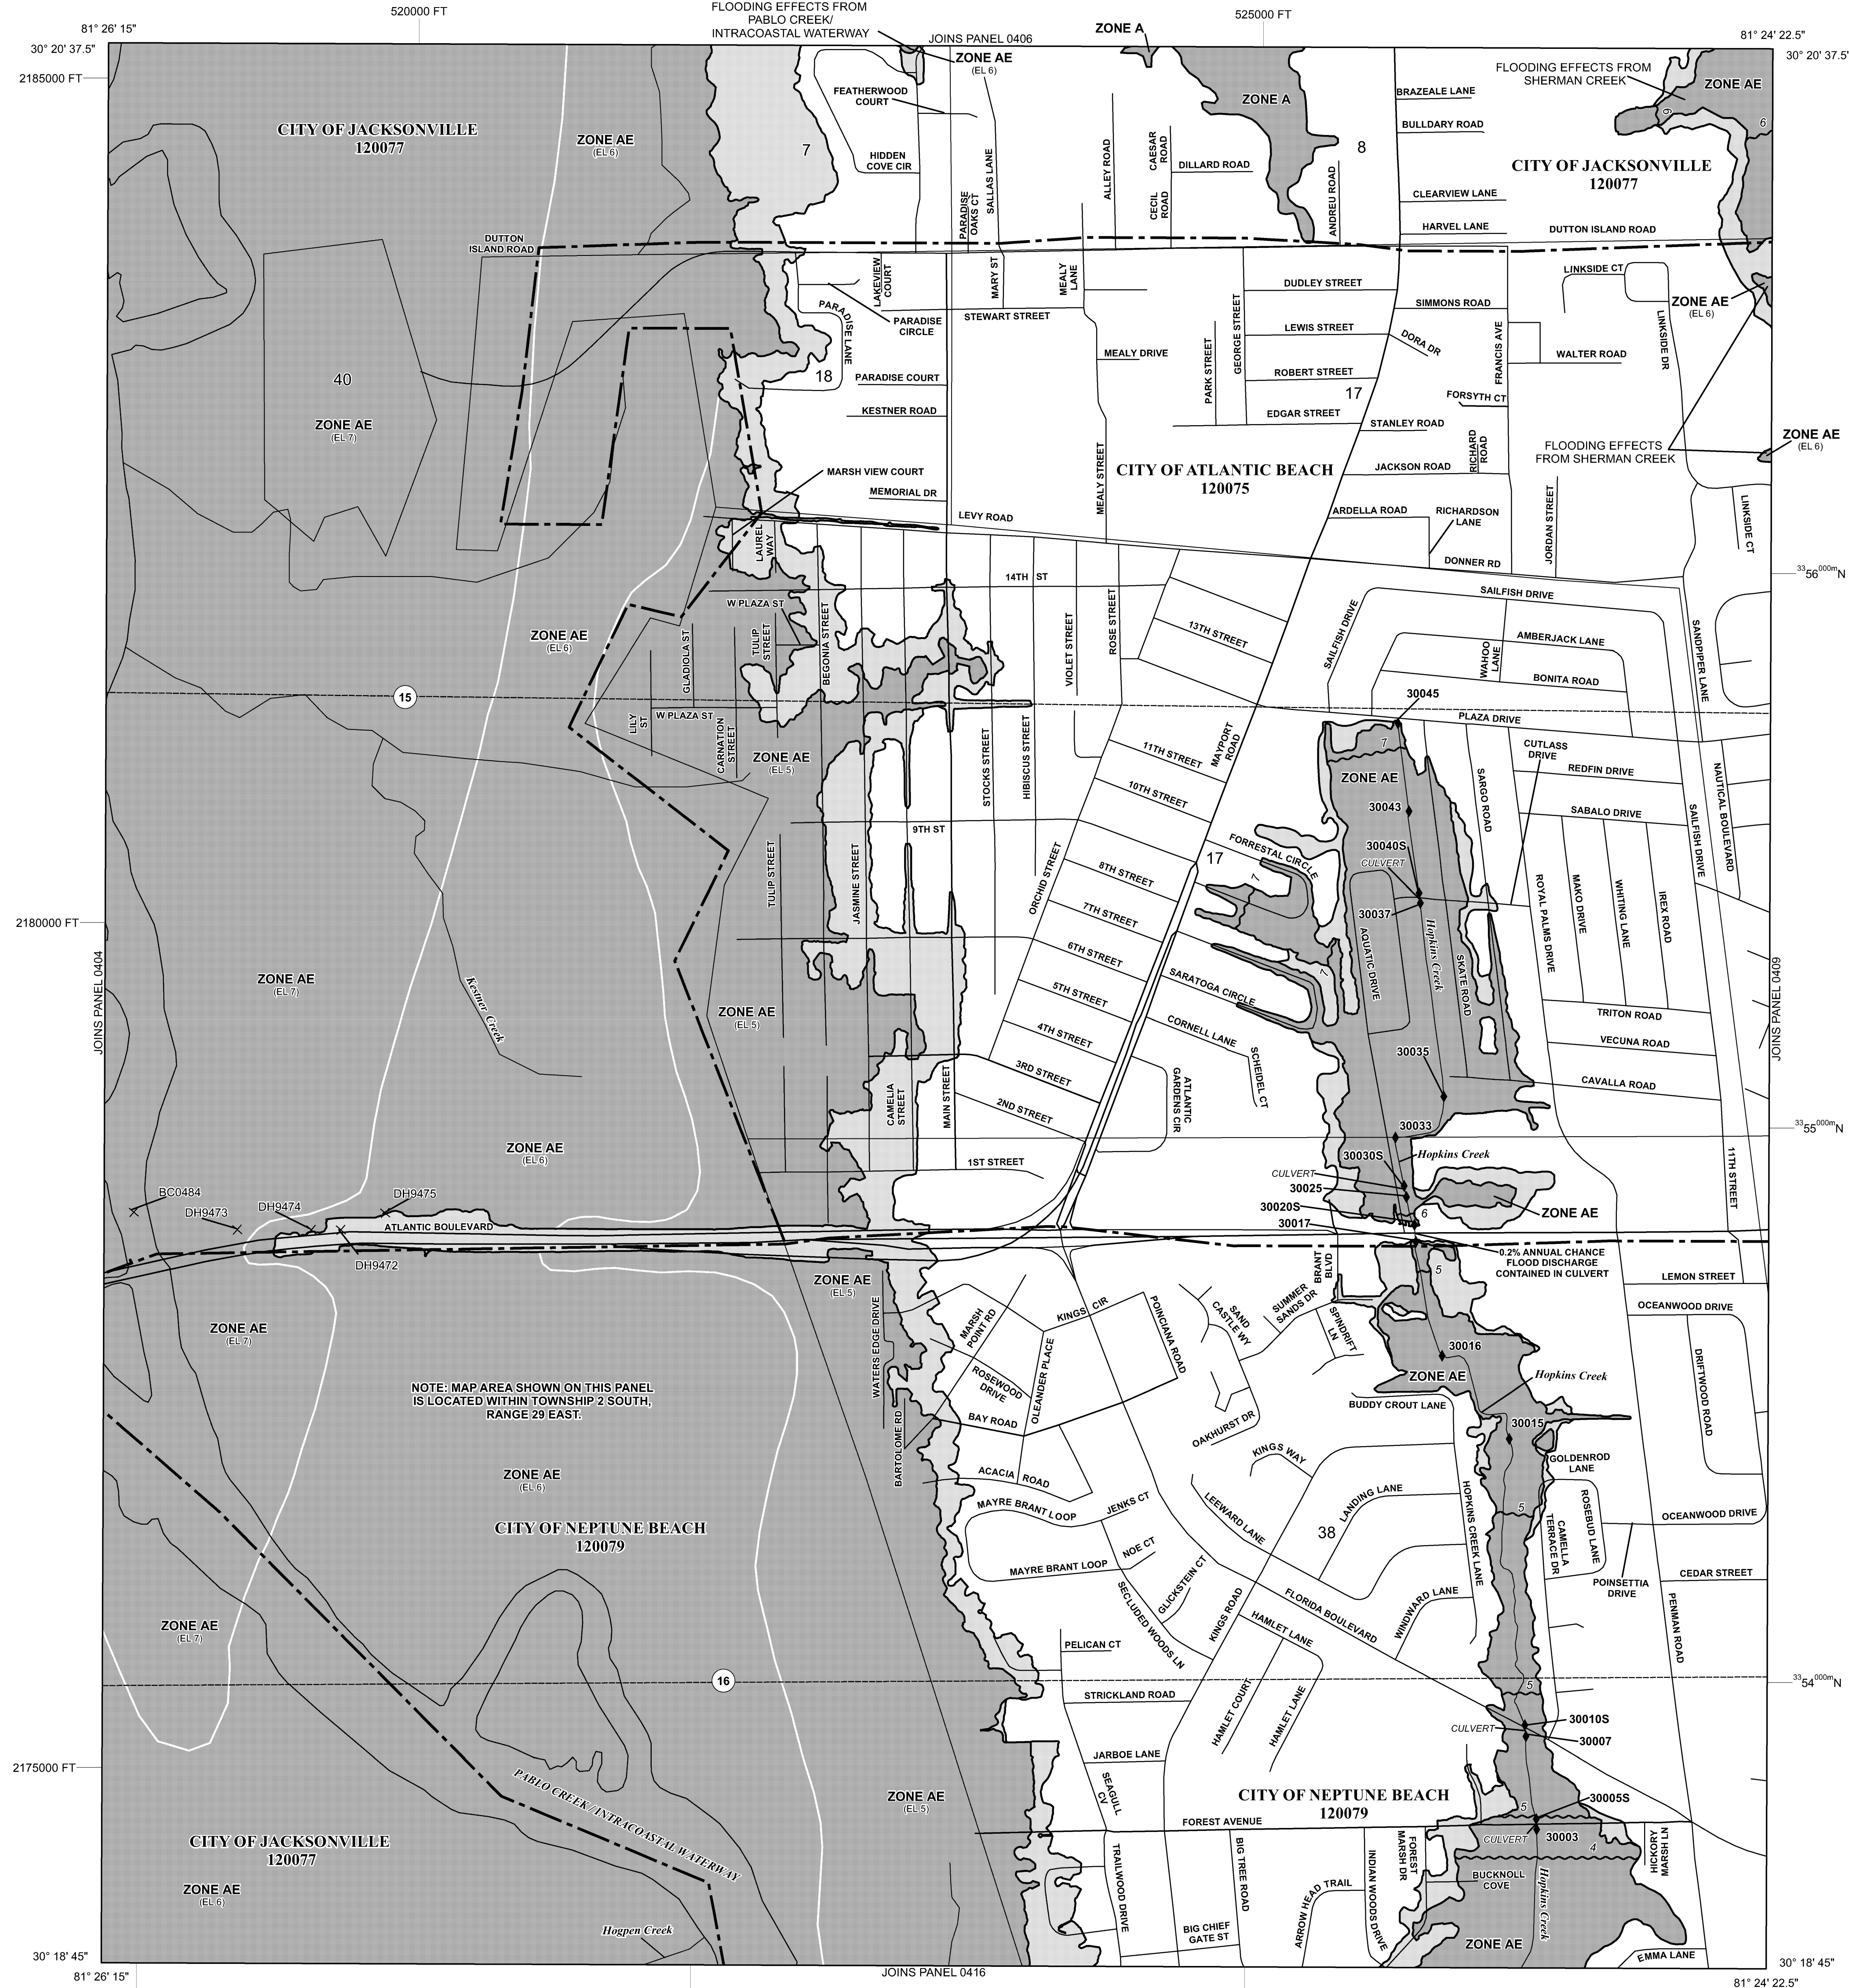 520000 FT
FLOODING EFFECTS FROM
PABLO CREEK/
INTRACOASTAL WATERWAY
JOINS PANEL 0406
ZONE A
525000 FT
81° 26' 15"
81° 24' 22.5"
30° 20' 37.5"
30° 20' 37.5"
2185000 FT
ZONE AE
(EL 6)
FEATHERWOOD
COURT
ZONE A
BRAZEALE LANE
FLOODING EFFECTS FROM
SHERMAN CREEK
ZONE AE
6
6
BULLDARY ROAD
CITY OF JACKSONVILLE
120077
ZONE AE
(EL 6)
7
HIDDEN
COVE CIR
SALLAS LANE
PARADISE
OAKS CT
ALLEY ROAD
CAESAR
ROAD
CECIL
ROAD
DILLARD ROAD
ANDREU ROAD
8
CITY OF JACKSONVILLE
120077
CLEARVIEW LANE
HARVEL LANE
DUTTON ISLAND ROAD
DUTTON
ISLAND ROAD
LAKEVIEW
COURT
MARY ST
MEALY
LANE
LINKSIDE CT
DUDLEY STREET
SIMMONS ROAD
ZONE AE
(EL 6)
STEWART STREET
PARADISE
CIRCLE
PARADISE LANE
GEORGE STREET
LEWIS STREET
DORA DR
FRANCIS AVE
LINKSIDE DR
WALTER ROAD
MEALY DRIVE
PARK STREET
ROBERT STREET
18
PARADISE COURT
40
17
FORSYTH CT
KESTNER ROAD
EDGAR STREET
STANLEY ROAD
ZONE AE
(EL 7)
RICHARD
ROAD
FLOODING EFFECTS
FROM SHERMAN CREEK
ZONE AE
(EL 6)
MARSH VIEW COURT
MEALY STREET
CITY OF ATLANTIC BEACH
120075
JACKSON ROAD
MEMORIAL DR
LEVY ROAD
ARDELLA ROAD
RICHARDSON
LANE
JORDAN STREET
LINKSIDE CT
LAUREL
WAY
DONNER RD
33 56 000m N
14TH ST
SAILFISH DRIVE
W PLAZA ST
BEGONIA STREET
TULIP
STREET
GLADIOLA ST
VIOLET STREET
ROSE STREET
13TH STREET
SAILFISH DRIVE
WAHOO
LANE
AMBERJACK LANE
SANDPIPER LANE
ZONE AE
(EL 6)
BONITA ROAD
15
30045
PLAZA DRIVE
W PLAZA ST
LILY
ST
CARNATION
STREET
ZONE AE
(EL 5)
STOCKS STREET
HIBISCUS STREET
11TH STREET
MAYPORT
ROAD
7
ZONE AE
CUTLASS
DRIVE
REDFIN DRIVE
SARGO ROAD
NAUTICAL BOULEVARD
10TH STREET
30043
SABALO DRIVE
SAILFISH DRIVE
9TH ST
FORRESTAL CIRCLE
30040S
CULVERT
17
8TH STREET
7
TULIP STREET
JASMINE STREET
ORCHID STREET
7TH STREET
30037
MAKO DRIVE
WHITING LANE
IREX ROAD
ROYAL PALMS DRIVE
2180000 FT
JOINS PANEL 0404
JOINS PANEL 0409
6TH STREET
AQUATIC DRIVE
Hopkins Creek
SKATE ROAD
ZONE AE
(EL 7)
Kestner Creek
5TH STREET
SARATOGA CIRCLE
7
ZONE AE
(EL 5)
4TH STREET
CORNELL LANE
TRITON ROAD
VECUNA ROAD
3RD STREET
SCHEIDEL CT
30035
CAVALLA ROAD
CAMELIA
STREET
MAIN STREET
2ND STREET
ATLANTIC
GARDENS CIR
30033
33 55 000m N
ZONE AE
(EL 6)
1ST STREET
Hopkins Creek
30030S
CULVERT
11TH STREET
BC0484
DH9475
30025
DH9473
DH9474
30020S
6
ZONE AE
ATLANTIC BOULEVARD
30017
DH9472
0.2% ANNUAL CHANCE
FLOOD DISCHARGE
CONTAINED IN CULVERT
ZONE AE
(EL 5)
BRANT
BLVD
5
LEMON STREET
WATERS EDGE DRIVE
MARSH
POINT RD
KINGS CIR
POINCIANA ROAD
SAND
CASTLE WY
SUMMER
SANDS DR
SPINDRIFT
LN
OCEANWOOD DRIVE
ZONE AE
(EL 7)
30016
ZONE AE
Hopkins Creek
DRIFTWOOD ROAD
ROSEWOOD
DRIVE
OLEANDER PLACE
NOTE: MAP AREA SHOWN ON THIS PANEL
IS LOCATED WITHIN TOWNSHIP 2 SOUTH,
RANGE 29 EAST.
BARTOLOME RD
BAY ROAD
OAKHURST DR
BUDDY CROUT LANE
30015
KINGS WAY
GOLDENROD
LANE
ZONE AE
(EL 6)
ACACIA ROAD
MAYRE BRANT LOOP
JENKS CT
LEEWARD LANE
LANDING LANE
HOPKINS CREEK LANE
5
CAMELLA
TERRACE DR
ROSEBUD LANE
OCEANWOOD DRIVE
CITY OF NEPTUNE BEACH
120079
38
NOE CT
MAYRE BRANT LOOP
GLICKSTEIN CT
SECLUDED WOODS LN
KINGS ROAD
FLORIDA BOULEVARD
WINDWARD LANE
POINSETTIA
DRIVE
CEDAR STREET
PENMAN ROAD
ZONE AE
(EL 7)
HAMLET LANE
PELICAN CT
16
33 54 000m N
STRICKLAND ROAD
HAMLET COURT
HAMLET LANE
5
30010S
CULVERT
30007
JARBOE LANE
2175000 FT
PABLO CREEK / INTRACOASTAL WATERWAY
ZONE AE
(EL 5)
SEAGULL
CV
CITY OF NEPTUNE BEACH
120079
5
30005S
FOREST AVENUE
CULVERT
30003
CITY OF JACKSONVILLE
120077
TRAILWOOD DRIVE
BIG TREE ROAD
INDIAN WOODS DRIVE
FOREST
MARSH DR
4
HICKORY
MARSH LN
BUCKNOLL
COVE
Hopkins Creek
ZONE AE
(EL 6)
ARROW HEAD TRAIL
Hogpen Creek
BIG CHIEF
GATE ST
ZONE AE
EMMA LANE
30° 18' 45"
30° 18' 45"
81° 26' 15"
JOINS PANEL 0416
81° 24' 22.5"